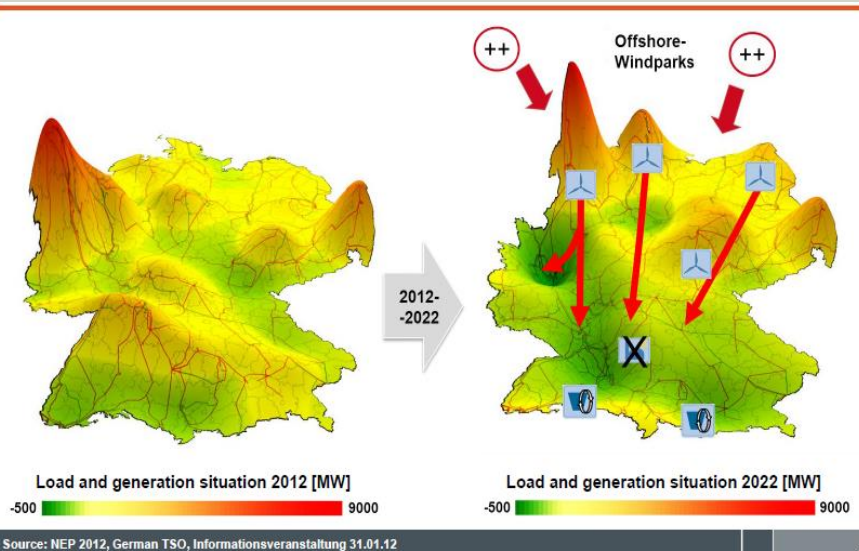 ++
Offshore-
Windparks
++
2012-
-2022
X
Load and generation situation 2012 [MW]
-500
9000
Load and generation situation 2022 [MW]
-500
9000
Source: NEP 2012, German TSO, Informationsveranstaltung 31.01.12